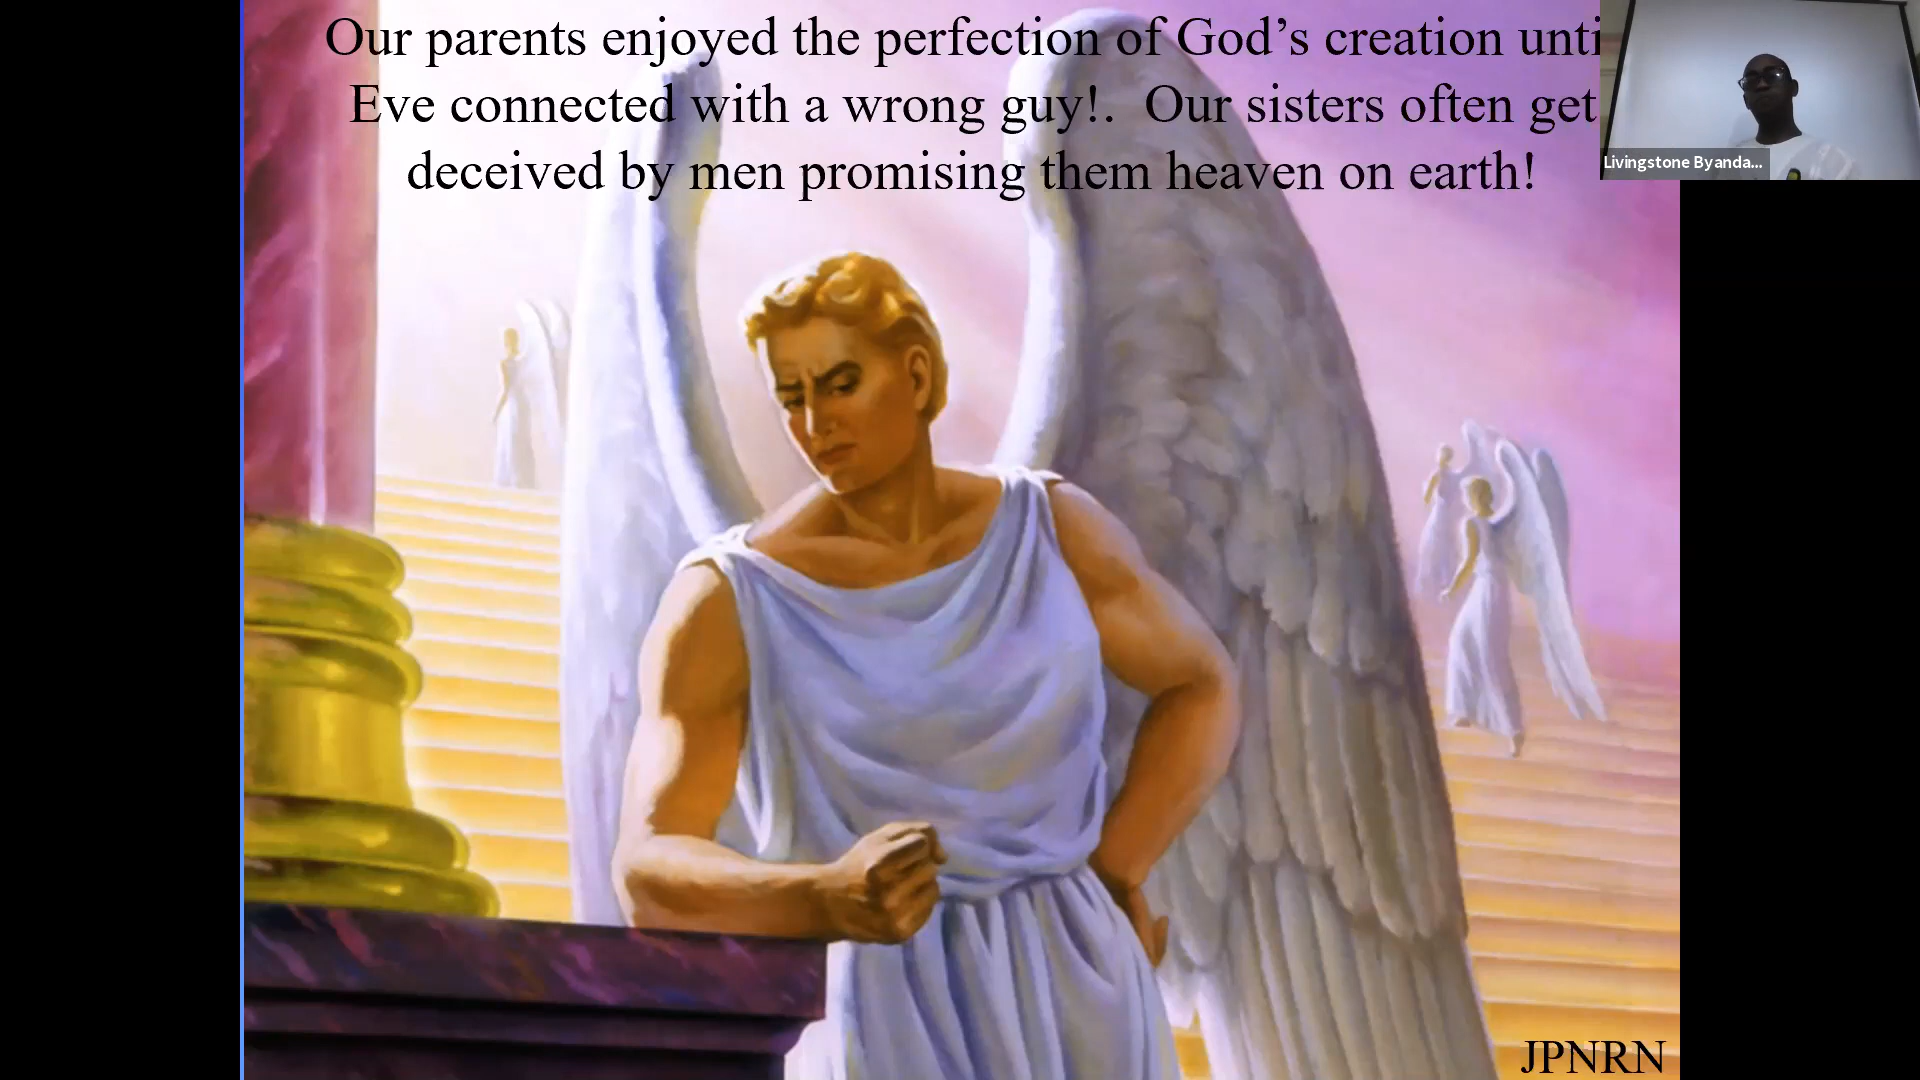 Our parents enjoyed the perfection of God’s creation unti
Eve connected with a wrong guy!. Our sisters often get
deceived by men promising them heaven on earth!
Livingstone Byanda...
JPNRN